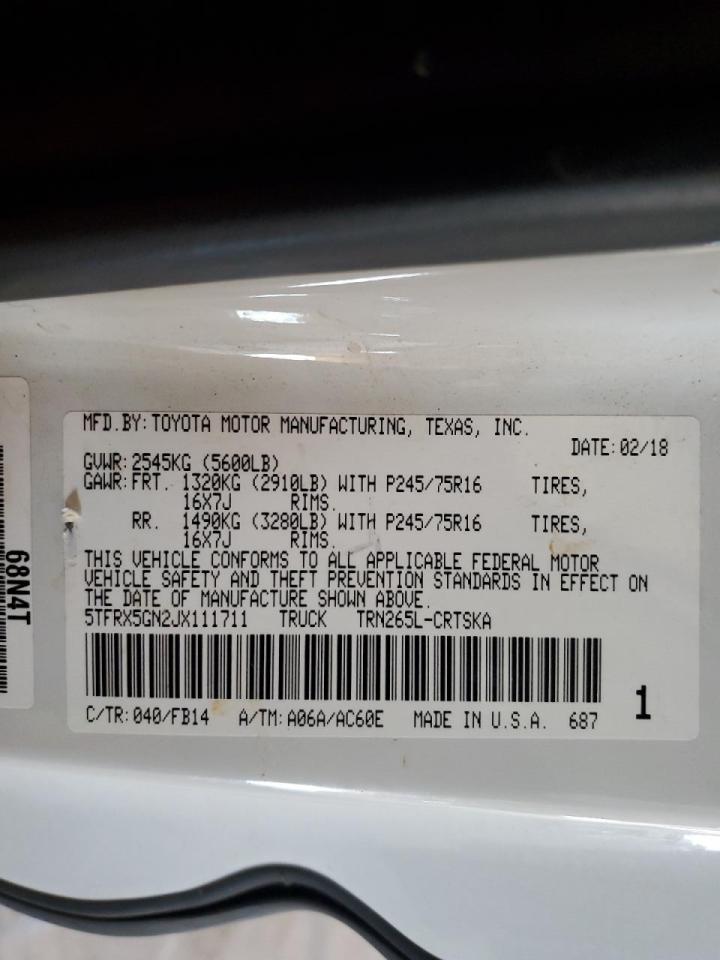 MFD.BY:TOYOTA MOTOR MANUFACTURING, TEXAS, INC.
DATE:02/18
GVWR:2545KG (5600LB)
GAWR:FRT. 1320KG (2910LB) WITH P245/75R16 TIRES,
16X7J RIMS.
RR. 1490KG (3280LB) WITH P245/75R16 TIRES,
16X7J RIMS.
THIS VEHICLE CONFORMS TO ALL APPLICABLE FEDERAL MOTOR
VEHICLE SAFETY AND THEFT PREVENTION STANDARDS IN EFFECT ON
THE DATE OF MANUFACTURE SHOWN ABOVE.
5TFRX5GN2JX111711 TRUCK TRN265L-CRTSKA
C/TR:040/FB14 A/TM:A06A/AC60E MADE IN U.S.A. 687
1
68N4T